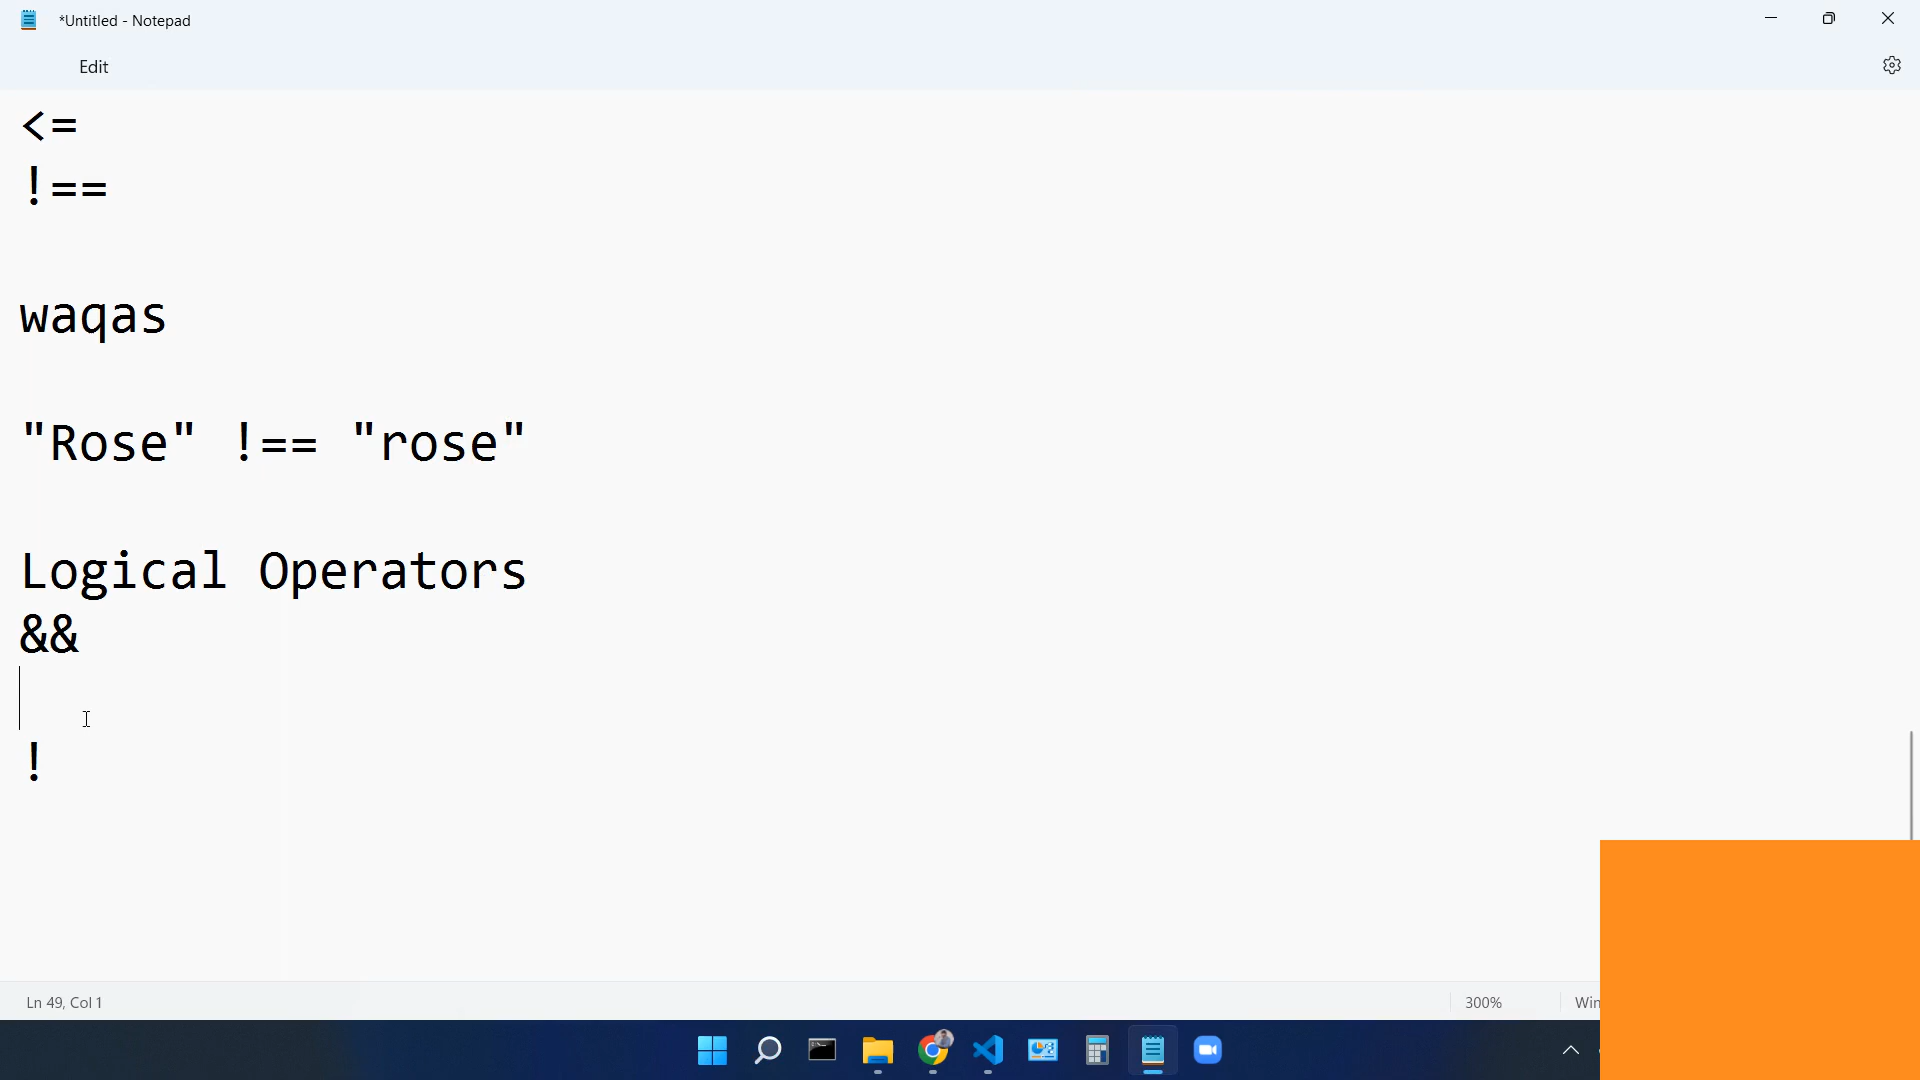 *Untitled - Notepad
Edit
<=
!==
waqas
"Rose" !== "rose"
Logical Operators
&&
!
Ln 49, Col 1
300%